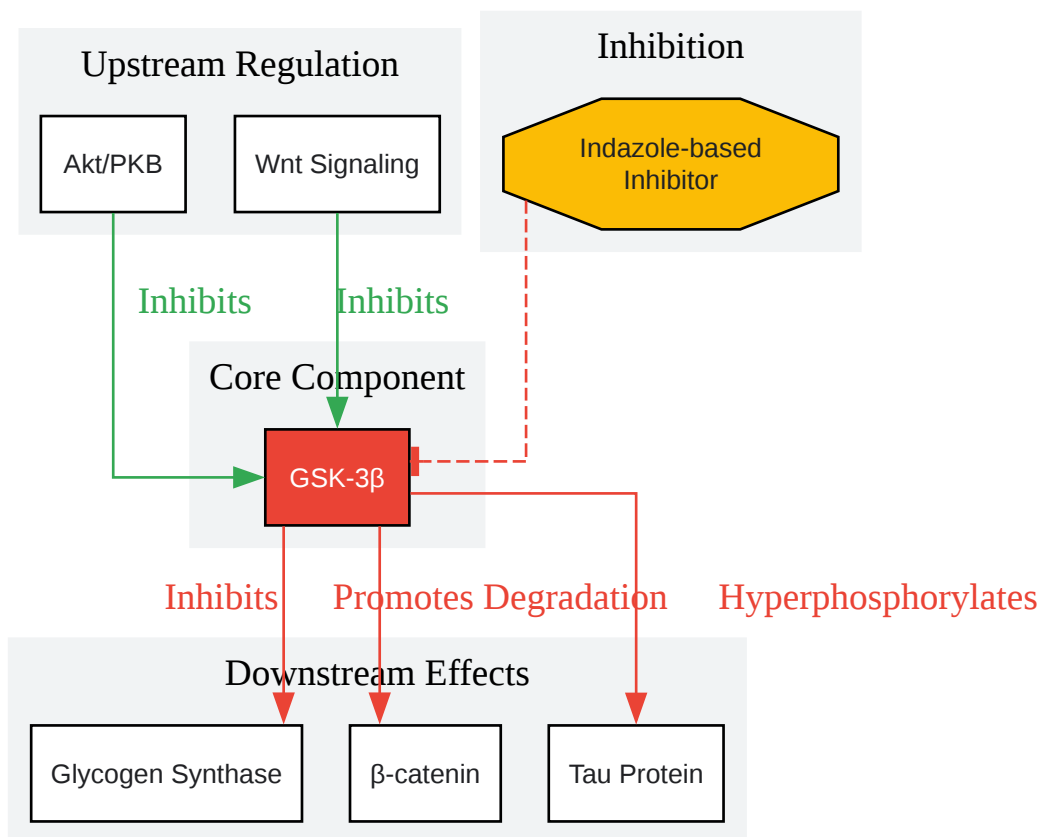 Upstream Regulation
Inhibition
Akt/PKB
Wnt Signaling
Indazole-based
Inhibitor
Inhibits
Inhibits
Core Component
GSK-3β
Inhibits
Promotes Degradation
Hyperphosphorylates
Downstream Effects
Glycogen Synthase
β-catenin
Tau Protein